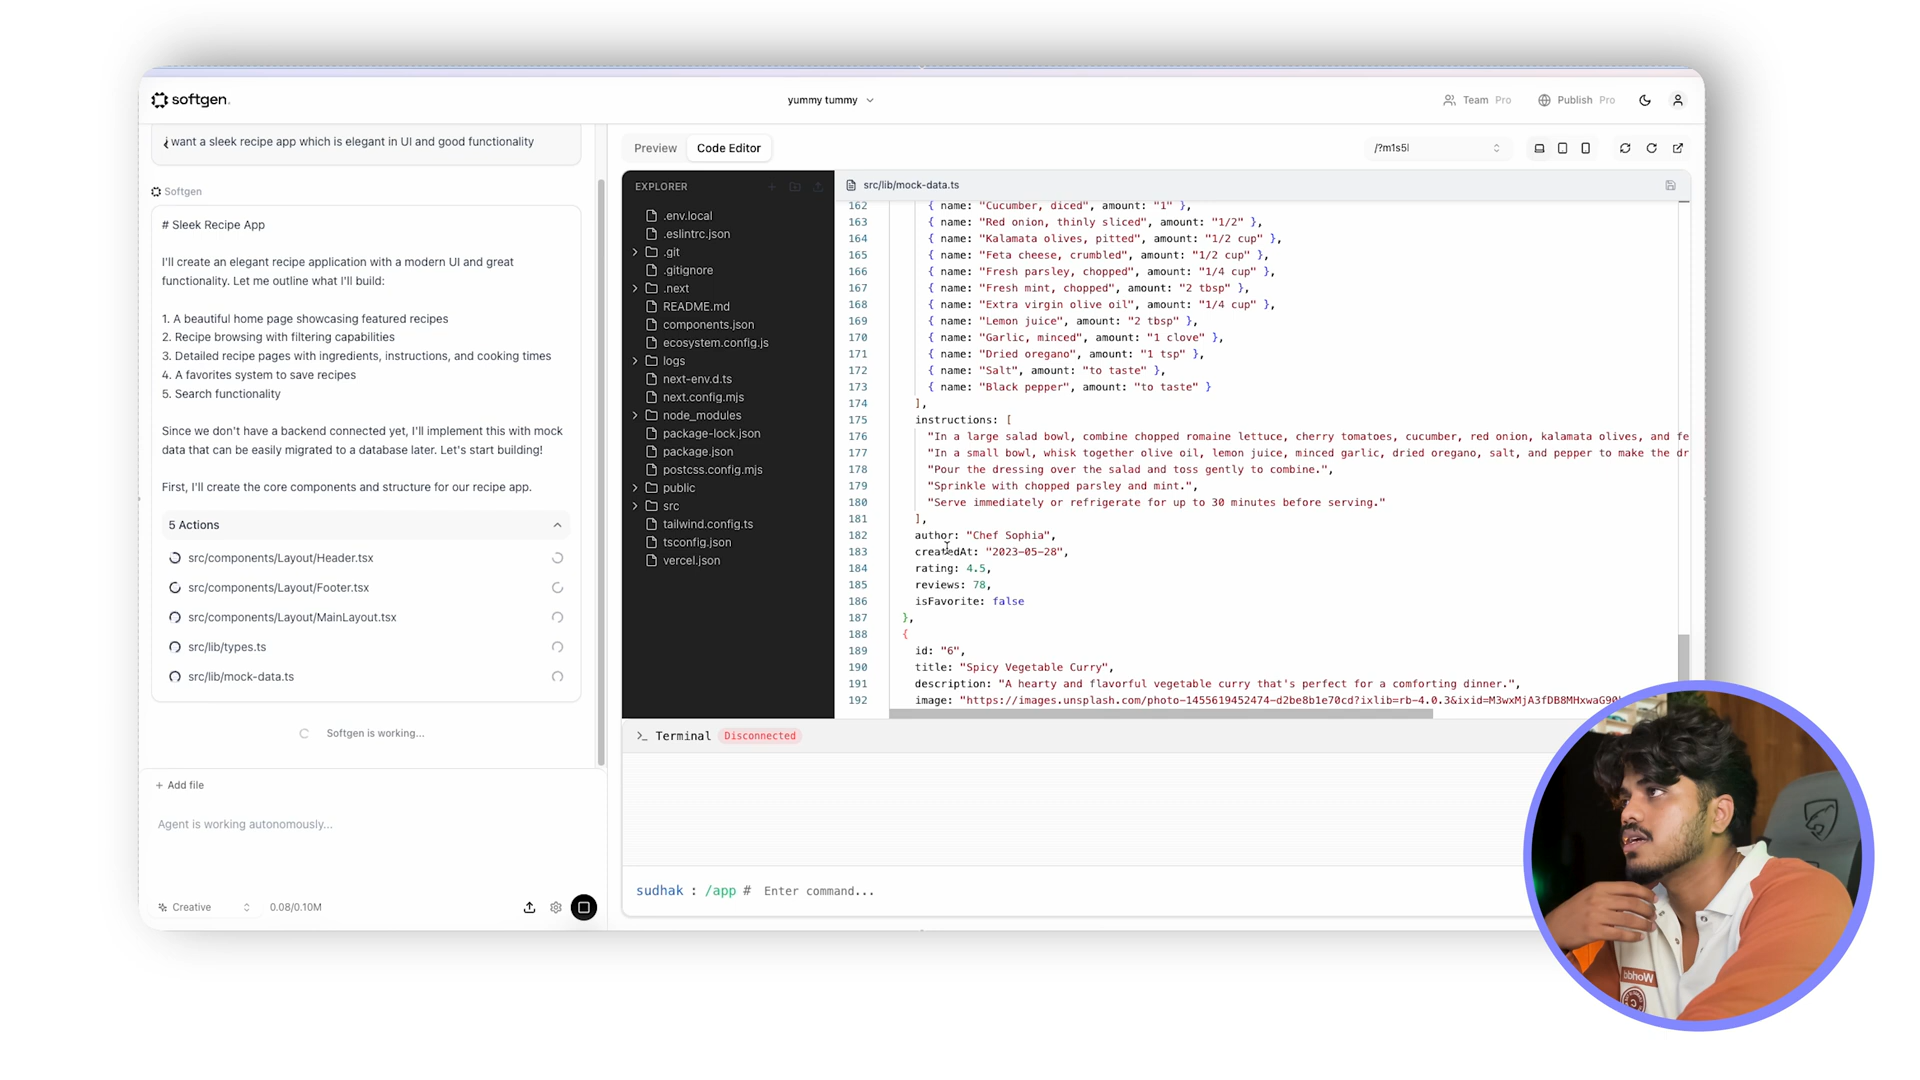 softgen.
yummy tummy
Team Pro
Publish Pro
i want a sleek recipe app which is elegant in UI and good functionality
Softgen
# Sleek Recipe App
I'll create an elegant recipe application with a modern UI and great
functionality. Let me outline what I'll build:
1. A beautiful home page showcasing featured recipes
2. Recipe browsing with filtering capabilities
3. Detailed recipe pages with ingredients, instructions, and cooking times
4. A favorites system to save recipes
5. Search functionality
Since we don't have a backend connected yet, I'll implement this with mock
data that can be easily migrated to a database later. Let's start building!
First, I'll create the core components and structure for our recipe app.
5 Actions
src/components/Layout/Header.tsx
src/components/Layout/Footer.tsx
src/components/Layout/MainLayout.tsx
src/lib/types.ts
src/lib/mock-data.ts
Softgen is working...
+ Add file
Agent is working autonomously...
Creative
0.08/0.10M
Preview
Code Editor
/?m1s5l
EXPLORER
.env.local
.eslintrc.json
.git
.gitignore
.next
README.md
components.json
ecosystem.config.js
logs
next-env.d.ts
next.config.mjs
node_modules
package-lock.json
package.json
postcss.config.mjs
public
src
tailwind.config.ts
tsconfig.json
vercel.json
src/lib/mock-data.ts
162 { name: "Cucumber, diced", amount: "1" },
163 { name: "Red onion, thinly sliced", amount: "1/2" },
164 { name: "Kalamata olives, pitted", amount: "1/2 cup" },
165 { name: "Feta cheese, crumbled", amount: "1/2 cup" },
166 { name: "Fresh parsley, chopped", amount: "1/4 cup" },
167 { name: "Fresh mint, chopped", amount: "2 tbsp" },
168 { name: "Extra virgin olive oil", amount: "1/4 cup" },
169 { name: "Lemon juice", amount: "2 tbsp" },
170 { name: "Garlic, minced", amount: "1 clove" },
171 { name: "Dried oregano", amount: "1 tsp" },
172 { name: "Salt", amount: "to taste" },
173 { name: "Black pepper", amount: "to taste" }
174 ],
175 instructions: [
176 "In a large salad bowl, combine chopped romaine lettuce, cherry tomatoes, cucumber, red onion, kalamata olives, and fe
177 "In a small bowl, whisk together olive oil, lemon juice, minced garlic, dried oregano, salt, and pepper to make the dr
178 "Pour the dressing over the salad and toss gently to combine.",
179 "Sprinkle with chopped parsley and mint.",
180 "Serve immediately or refrigerate for up to 30 minutes before serving."
181 ],
182 author: "Chef Sophia",
183 createdAt: "2023-05-28",
184 rating: 4.5,
185 reviews: 78,
186 isFavorite: false
187 },
188 {
189 id: "6",
190 title: "Spicy Vegetable Curry",
191 description: "A hearty and flavorful vegetable curry that's perfect for a comforting dinner.",
192 image: "https://images.unsplash.com/photo-1455619452474-d2be8b1e70cd?ixlib=rb-4.0.3&ixid=M3wxMjA3fDB8MHxwaG90
>_ Terminal Disconnected
sudhak : /app # Enter command...